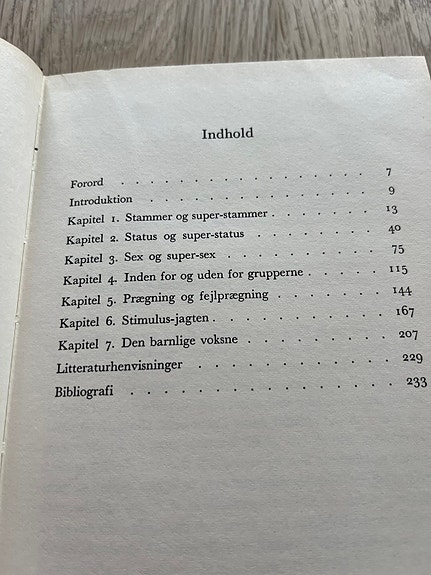 Indhold
Forord . . . . . . . . . . . . . . . 7
Introduktion . . . . . . . . . . . . . 9
Kapitel 1. Stammer og super-stammer . . . . . . 13
Kapitel 2. Status og super-status . . . . . . . 40
Kapitel 3. Sex og super-sex . . . . . . . . . 75
Kapitel 4. Inden for og uden for grupperne . . . . 115
Kapitel 5. Prægning og fejlprægning . . . . . . 144
Kapitel 6. Stimulus-jagten . . . . . . . . . 167
Kapitel 7. Den barnlige voksne . . . . . . . 207
Litteraturhenvisninger . . . . . . . . . . 229
Bibliografi . . . . . . . . . . . . . . 233